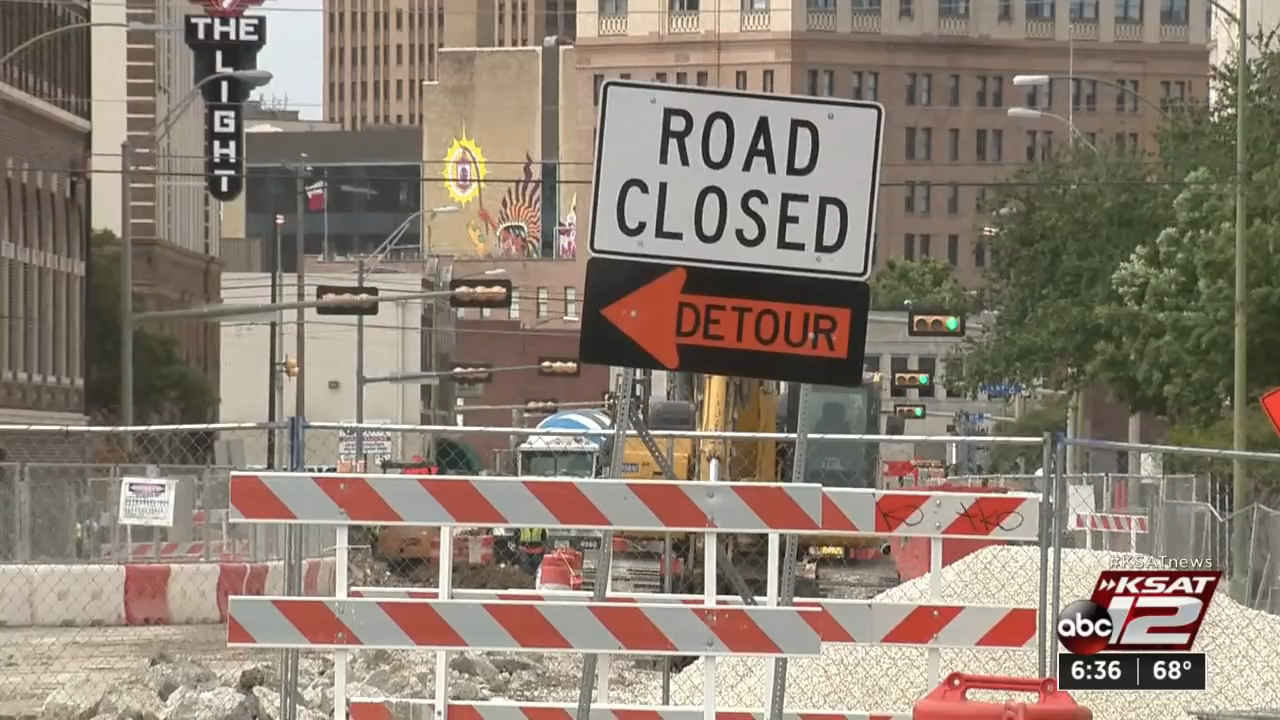 THE
LIGHT
ROAD
CLOSED
DETOUR
#KSATnews
KSAT
abc 12
6:36 68°